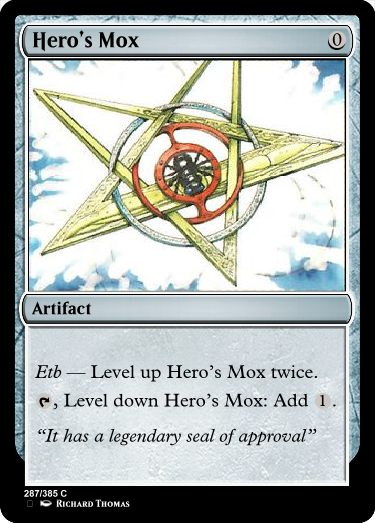 Hero's Mox 0
Artifact
Etb — Level up Hero's Mox twice.
, Level down Hero's Mox: Add 1 .
“It has a legendary seal of approval”
287/385 C
Richard Thomas